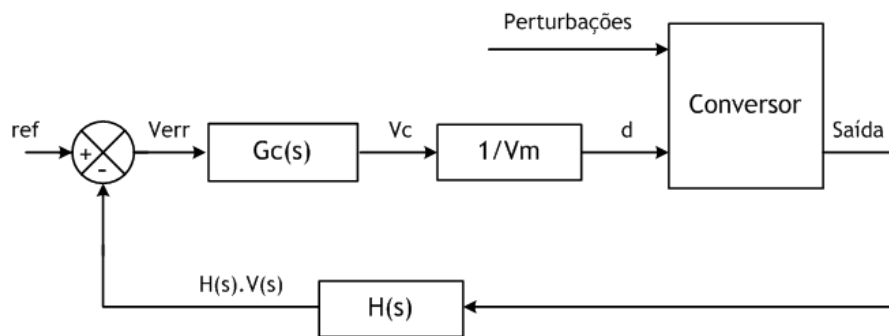 Perturbações
Conversor
ref
+
-
Verr
Gc(s)
Vc
1/Vm
d
Saída
H(s).V(s)
H(s)